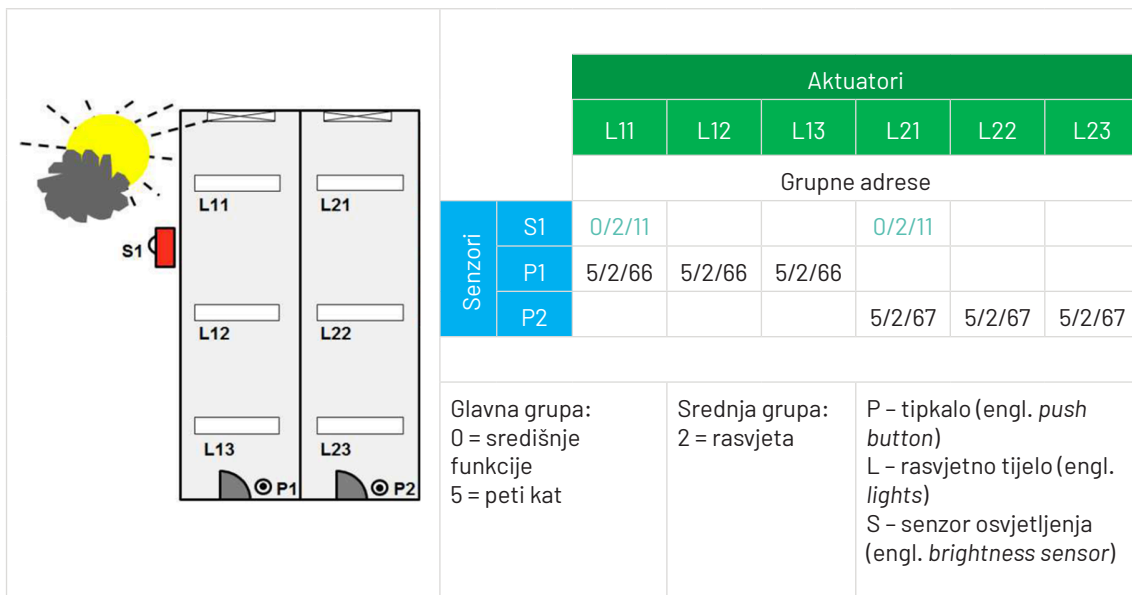 L11
L21
S1
L12
L22
L13
L23
P1
P2
Aktuatori
L11 L12 L13 L21 L22 L23
Grupne adrese
Senzori
S1 0/2/11 0/2/11
P1 5/2/66 5/2/66 5/2/66
P2 5/2/67 5/2/67 5/2/67
Glavna grupa:
0 = središnje
funkcije
5 = peti kat
Srednja grupa:
2 = rasvjeta
P – tipkalo (engl. push
button)
L – rasvjetno tijelo (engl.
lights)
S – senzor osvjetljenja
(engl. brightness sensor)